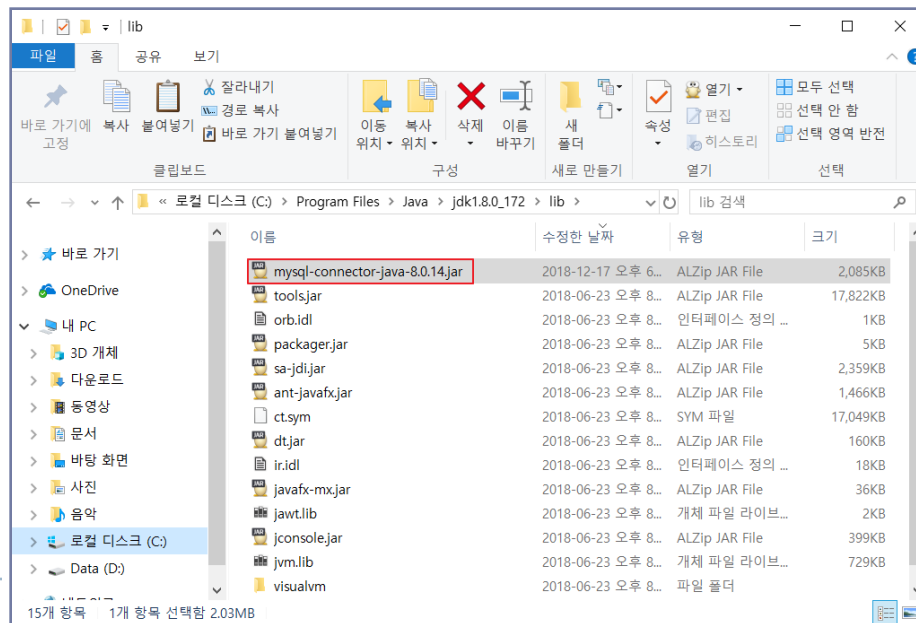 lib
파일 홈 공유 보기
바로 가기에 고정
복사
붙여넣기
잘라내기
경로 복사
바로 가기 붙여넣기
클립보드
이동 위치
복사 위치
삭제
이름 바꾸기
구성
새 폴더
새로 만들기
속성
열기
편집
히스토리
열기
모두 선택
선택 안 함
선택 영역 반전
선택
« 로컬 디스크 (C:) > Program Files > Java > jdk1.8.0_172 > lib >
lib 검색
바로 가기
OneDrive
내 PC
3D 개체
다운로드
동영상
문서
바탕 화면
사진
음악
로컬 디스크 (C:)
Data (D:)
이름 수정한 날짜 유형 크기
mysql-connector-java-8.0.14.jar 2018-12-17 오후 6... ALZip JAR File 2,085KB
tools.jar 2018-06-23 오후 8... ALZip JAR File 17,822KB
orb.idl 2018-06-23 오후 8... 인터페이스 정의 ... 1KB
packager.jar 2018-06-23 오후 8... ALZip JAR File 5KB
sa-jdi.jar 2018-06-23 오후 8... ALZip JAR File 2,359KB
ant-javafx.jar 2018-06-23 오후 8... ALZip JAR File 1,466KB
ct.sym 2018-06-23 오후 8... SYM 파일 17,049KB
dt.jar 2018-06-23 오후 8... ALZip JAR File 160KB
ir.idl 2018-06-23 오후 8... 인터페이스 정의 ... 18KB
javafx-mx.jar 2018-06-23 오후 8... ALZip JAR File 36KB
jawt.lib 2018-06-23 오후 8... 개체 파일 라이브... 2KB
jconsole.jar 2018-06-23 오후 8... ALZip JAR File 399KB
jvm.lib 2018-06-23 오후 8... 개체 파일 라이브... 729KB
visualvm 2018-06-23 오후 8... 파일 폴더
15개 항목 1개 항목 선택함 2.03MB